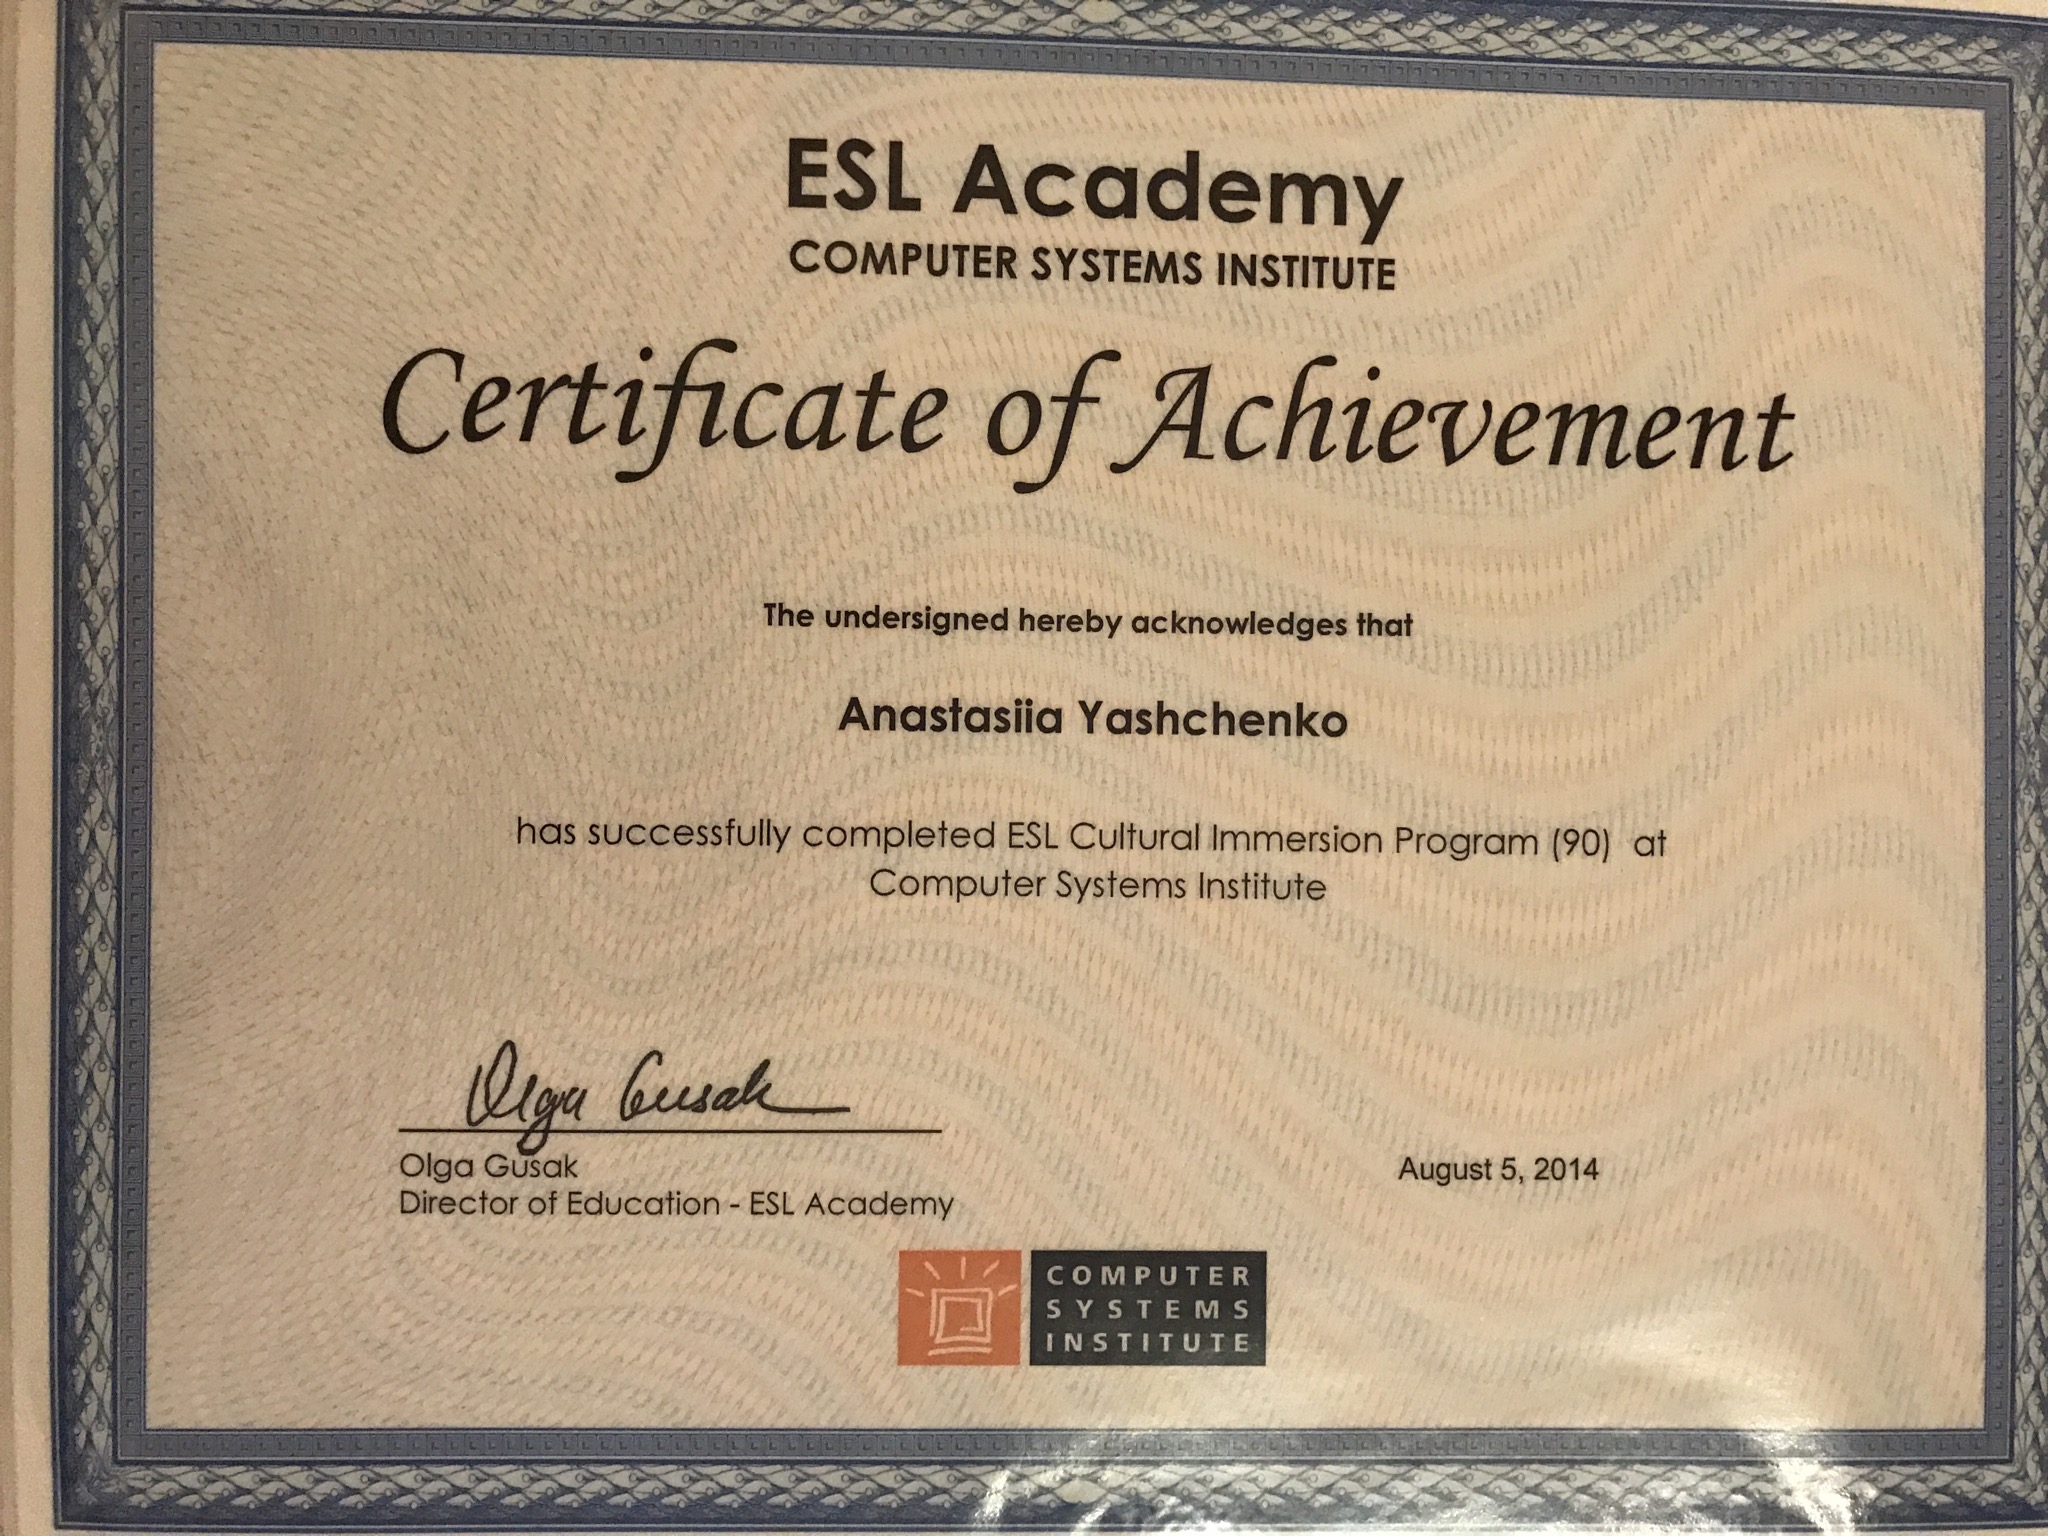 ESL Academy
COMPUTER SYSTEMS INSTITUTE
Certificate of Achievement
The undersigned hereby acknowledges that
Anastasiia Yashchenko
has successfully completed ESL Cultural Immersion Program (90) at
Computer Systems Institute
Olga Gusak
Olga Gusak
Director of Education - ESL Academy
August 5, 2014
COMPUTER
SYSTEMS
INSTITUTE